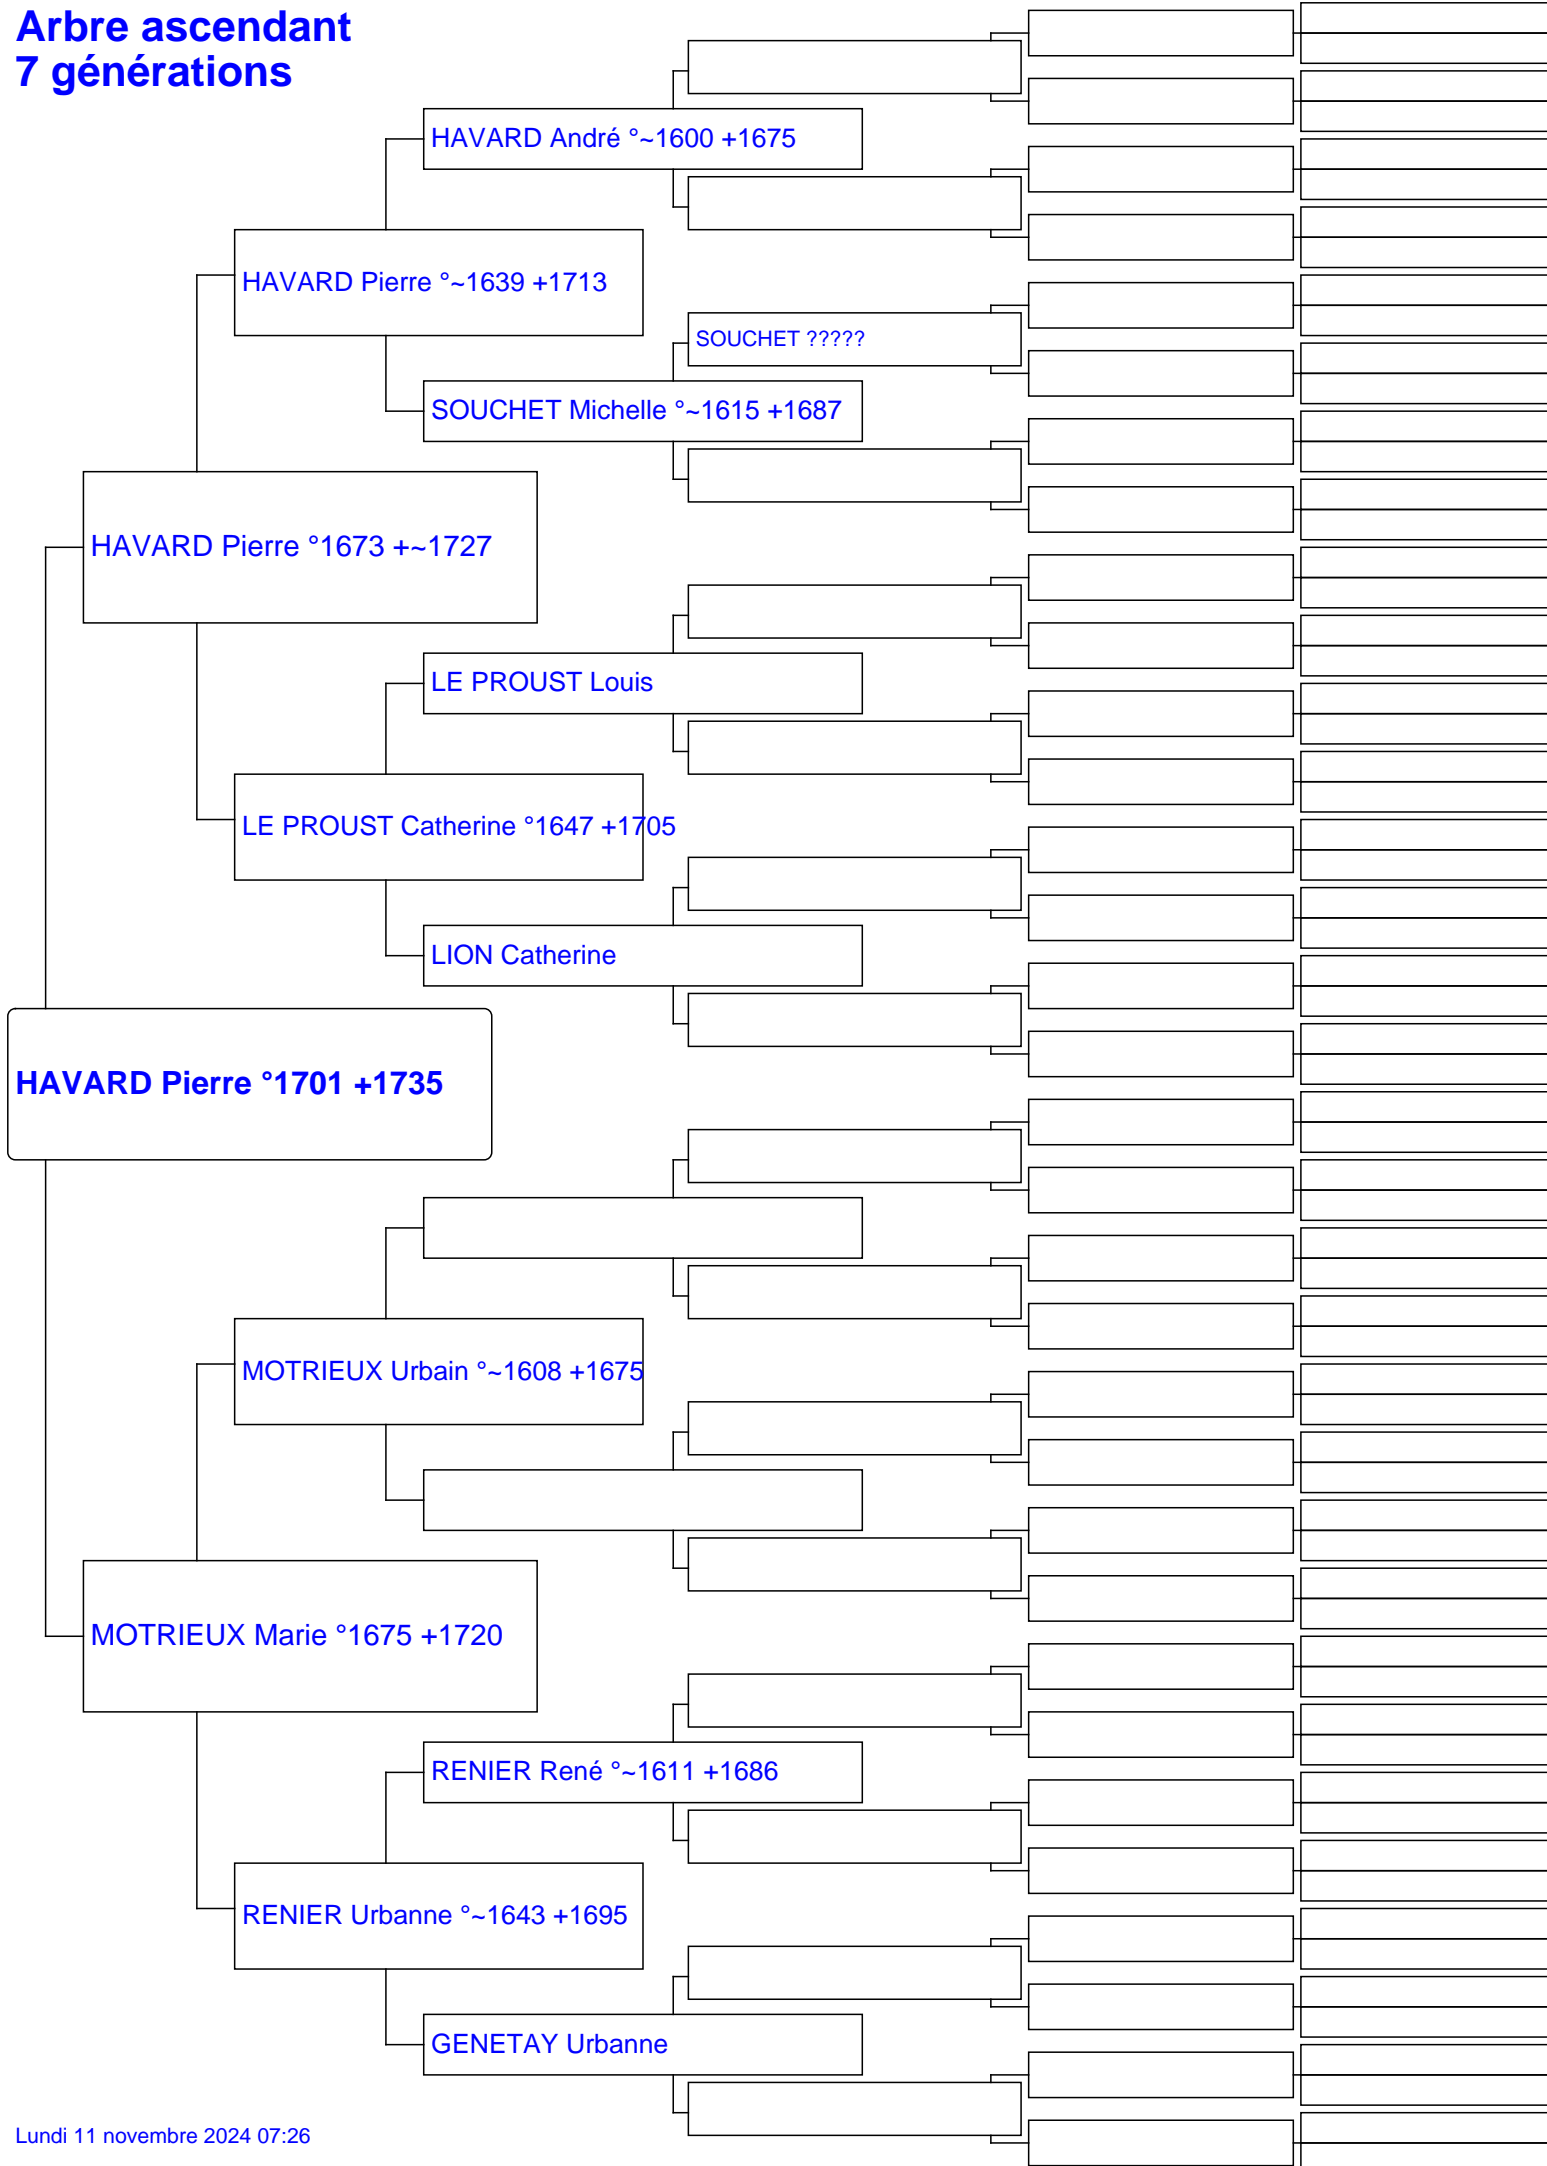 Arbre ascendant
7 générations
HAVARD André °~1600 +1675
HAVARD Pierre °~1639 +1713
SOUCHET ?????
SOUCHET Michelle °~1615 +1687
HAVARD Pierre °1673 +~1727
LE PROUST Louis
LE PROUST Catherine °1647 +1705
LION Catherine
HAVARD Pierre °1701 +1735
MOTRIEUX Urbain °~1608 +1675
MOTRIEUX Marie °1675 +1720
RENIER René °~1611 +1686
RENIER Urbanne °~1643 +1695
GENETAY Urbanne
Lundi 11 novembre 2024 07:26